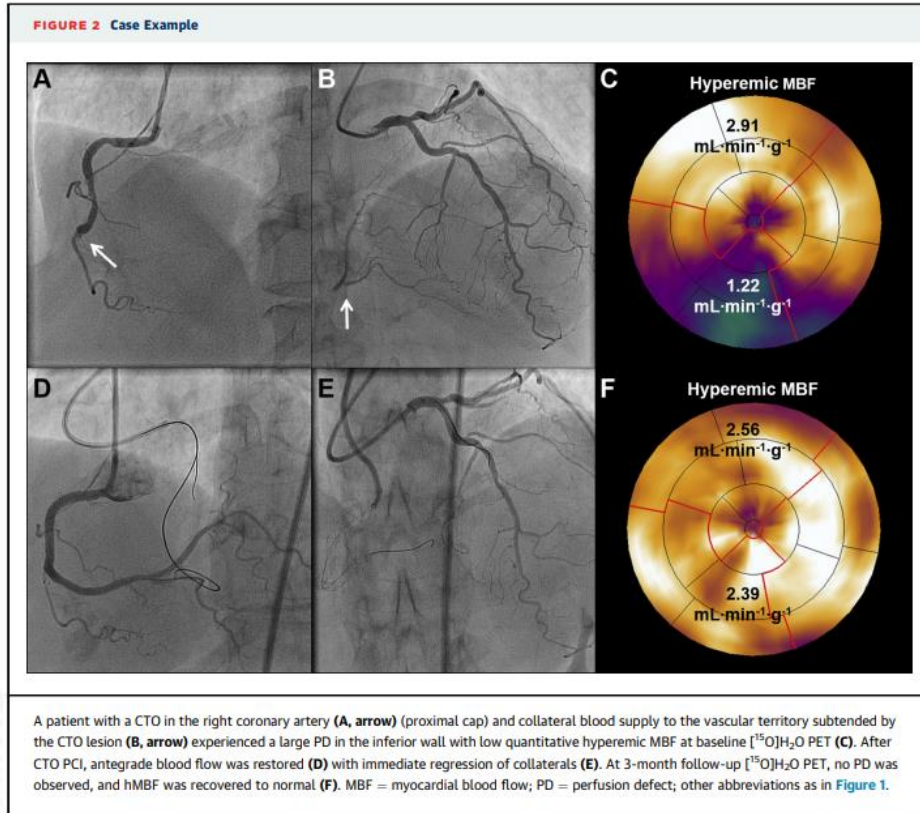 FIGURE 2 Case Example
A
B
C
Hyperemic MBF
2.91
mL·min⁻¹·g⁻¹
1.22
mL·min⁻¹·g⁻¹
D
E
F
Hyperemic MBF
2.56
mL·min⁻¹·g⁻¹
2.39
mL·min⁻¹·g⁻¹
A patient with a CTO in the right coronary artery (A, arrow) (proximal cap) and collateral blood supply to the vascular territory subtended by
the CTO lesion (B, arrow) experienced a large PD in the inferior wall with low quantitative hyperemic MBF at baseline [¹⁵O]H₂O PET (C). After
CTO PCI, antegrade blood flow was restored (D) with immediate regression of collaterals (E). At 3-month follow-up [¹⁵O]H₂O PET, no PD was
observed, and hMBF was recovered to normal (F). MBF = myocardial blood flow; PD = perfusion defect; other abbreviations as in Figure 1.